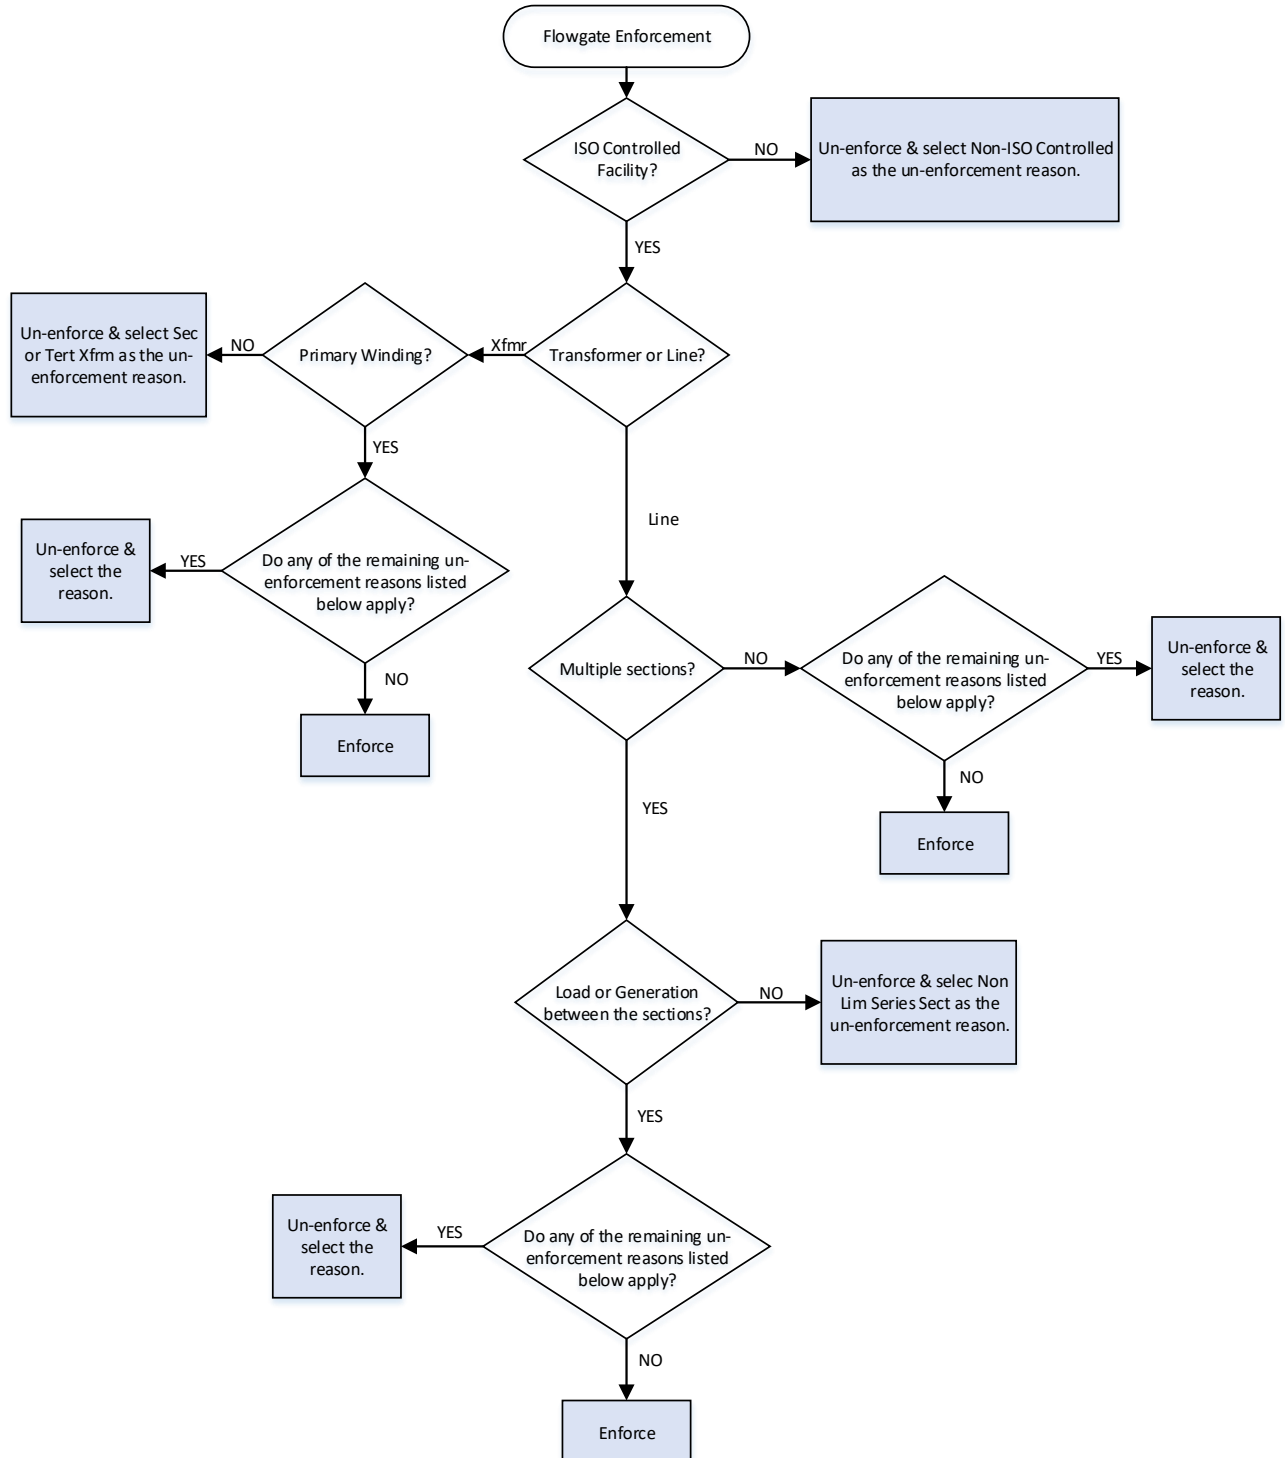 Flowgate Enforcement
ISO Controlled
Facility?
NO
Un-enforce & select Non-ISO Controlled
as the un-enforcement reason.
YES
Transformer or Line?
Xfmr
Primary Winding?
NO
Un-enforce & select Sec
or Tert Xfrm as the un-
enforcement reason.
YES
Do any of the remaining un-
enforcement reasons listed
below apply?
YES
Un-enforce &
select the
reason.
NO
Enforce
Line
Multiple sections?
NO
Do any of the remaining un-
enforcement reasons listed
below apply?
YES
Un-enforce &
select the
reason.
NO
Enforce
YES
Load or Generation
between the sections?
NO
Un-enforce & selec Non
Lim Series Sect as the
un-enforcement reason.
YES
Do any of the remaining un-
enforcement reasons listed
below apply?
YES
Un-enforce &
select the
reason.
NO
Enforce